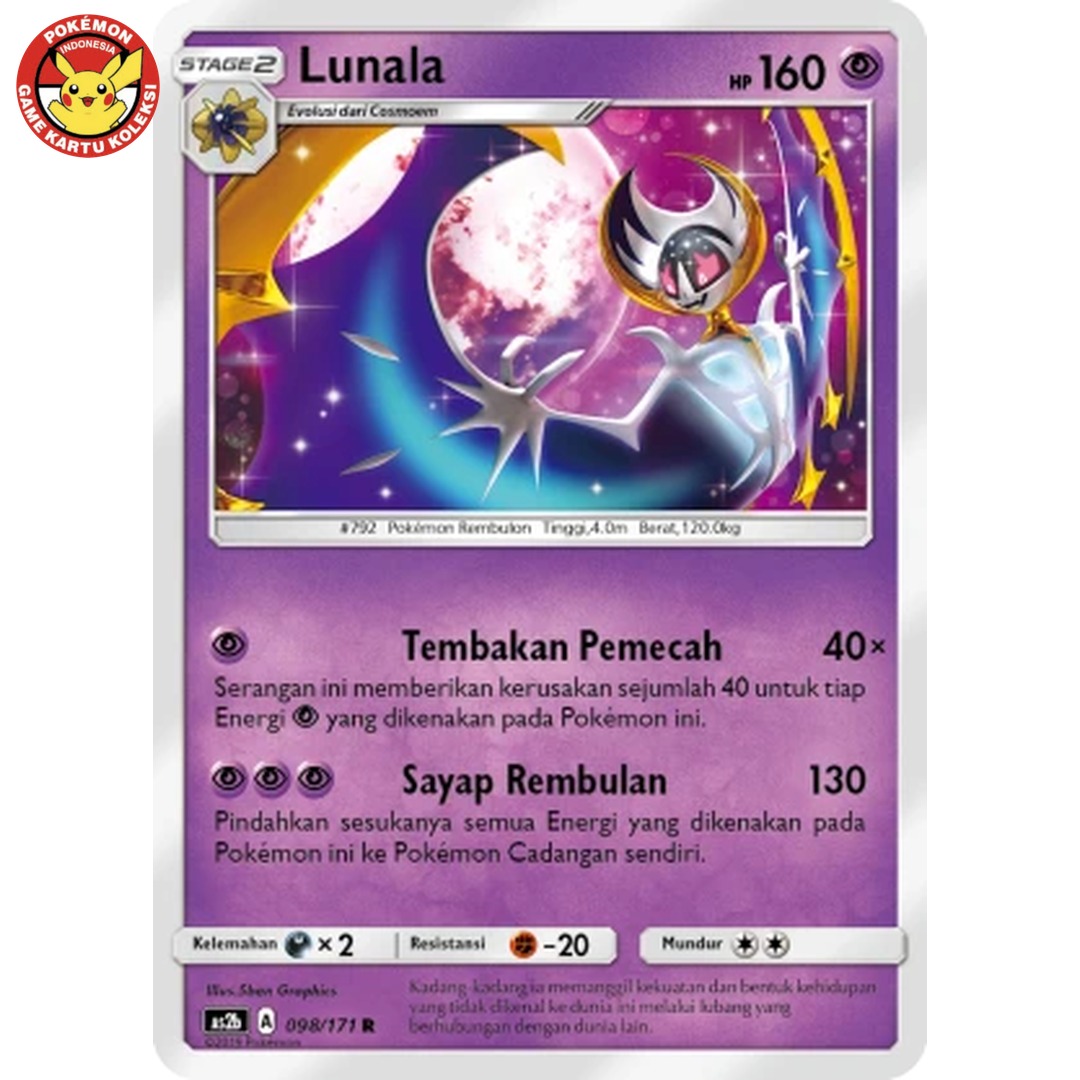 POKÉMON
INDONESIA
GAME KARTU KOLEKSI
STAGE2
Lunala
HP 160
Evolusi dari Cosmoem
#792 Pokémon Rembulan Tinggi,4.0m Berat,120.0kg
Tembakan Pemecah 40×
Serangan ini memberikan kerusakan sejumlah 40 untuk tiap
Energi yang dikenakan pada Pokémon ini.
Sayap Rembulan 130
Pindahkan sesukanya semua Energi yang dikenakan pada
Pokémon ini ke Pokémon Cadangan sendiri.
Kelemahan ×2 Resistansi -20 Mundur
Illus.5ban Graphics
Kadang-kadang ia memanggil kekuatan dan bentuk kehidupan
yang tidak dikenal ke dunia ini melalui lubang yang
berhubungan dengan dunia lain.
as2b A 098/171 R
©2019 Pokémon